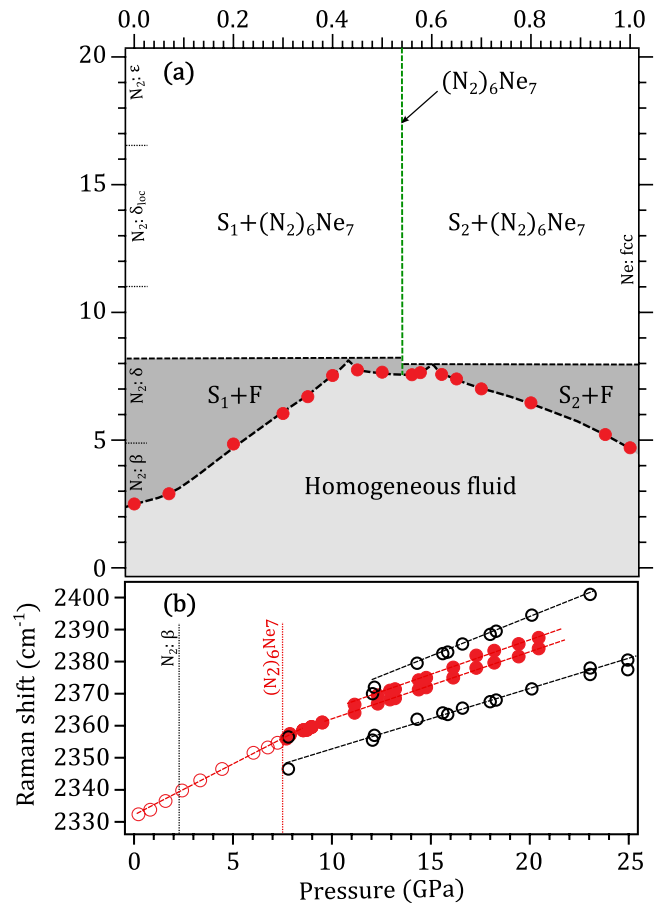 0.0 0.2 0.4 0.6 0.8 1.0
20
15
10
5
0
(a)
(N₂)₆Ne₇
N₂: ε
N₂: δloc
N₂: δ
N₂: β
S₁+(N₂)₆Ne₇
S₂+(N₂)₆Ne₇
Ne: fcc
S₁+F
S₂+F
Homogeneous fluid
(b)
2400
2390
2380
2370
2360
2350
2340
2330
Raman shift (cm⁻¹)
N₂: β
(N₂)₆Ne₇
0 5 10 15 20 25
Pressure (GPa)